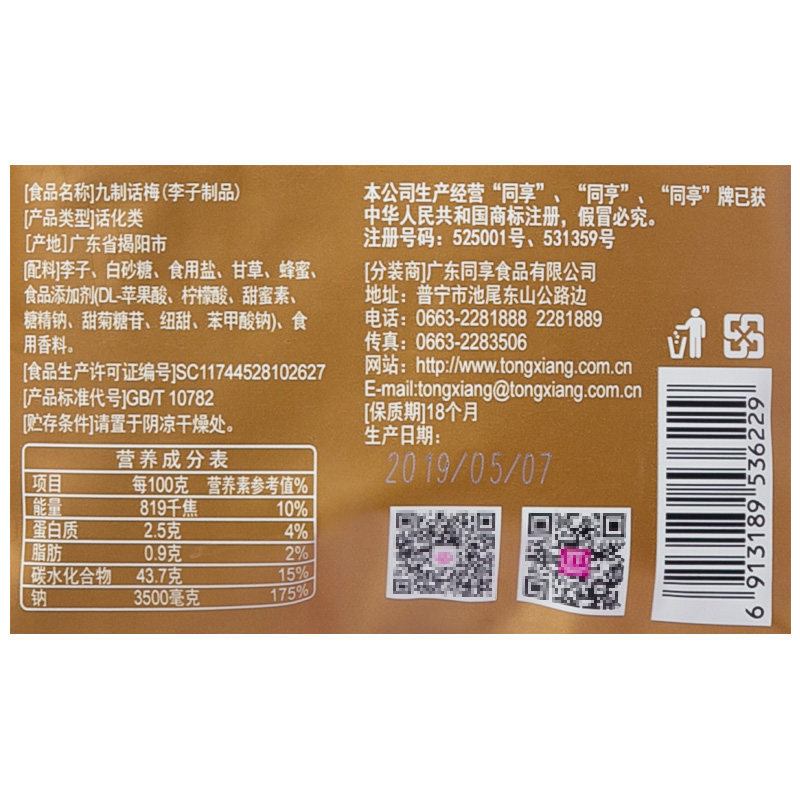 [食品名称]九制话梅(李子制品)
[产品类型]话化类
[产地]广东省揭阳市
[配料]李子、白砂糖、食用盐、甘草、蜂蜜、
食品添加剂(DL-苹果酸、柠檬酸、甜蜜素、
糖精钠、甜菊糖苷、纽甜、苯甲酸钠)、食
用香料。
[食品生产许可证编号]SC11744528102627
[产品标准代号]GB/T 10782
[贮存条件]请置于阴凉干燥处。
营养成分表
项目 每100克 营养素参考值%
能量 819千焦 10%
蛋白质 2.5克 4%
脂肪 0.9克 2%
碳水化合物 43.7克 15%
钠 3500毫克 175%
本公司生产经营“同享”、“同亨”、“同亭”牌已获
中华人民共和国商标注册，假冒必究。
注册号码：525001号、531359号
[分装商]广东同享食品有限公司
地址：普宁市池尾东山公路边
电话：0663-2281888 2281889
传真：0663-2283506
网站：http://www.tongxiang.com.cn
E-mail:tongxiang@tongxiang.com.cn
[保质期]18个月
生产日期：
2019/05/07
6 913189 536229